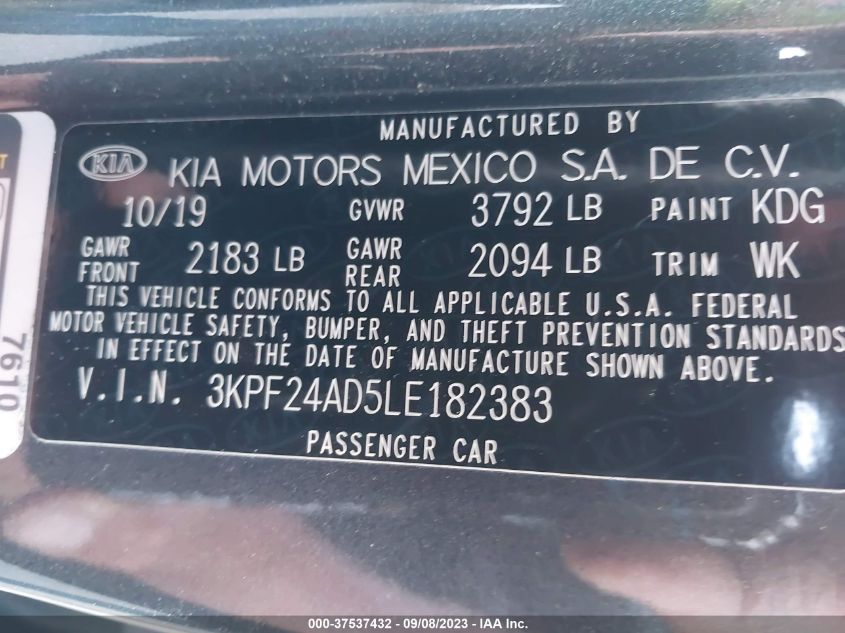 MANUFACTURED BY
KIA KIA MOTORS MEXICO S.A. DE C.V.
10/19 GVWR 3792 LB PAINT KDG
GAWR FRONT 2183 LB GAWR REAR 2094 LB TRIM WK
THIS VEHICLE CONFORMS TO ALL APPLICABLE U.S.A. FEDERAL
MOTOR VEHICLE SAFETY, BUMPER, AND THEFT PREVENTION STANDARDS
IN EFFECT ON THE DATE OF MANUFACTURE SHOWN ABOVE.
V.I.N. 3KPF24AD5LE182383
PASSENGER CAR
7610
000-37537432 - 09/08/2023 - IAA Inc.